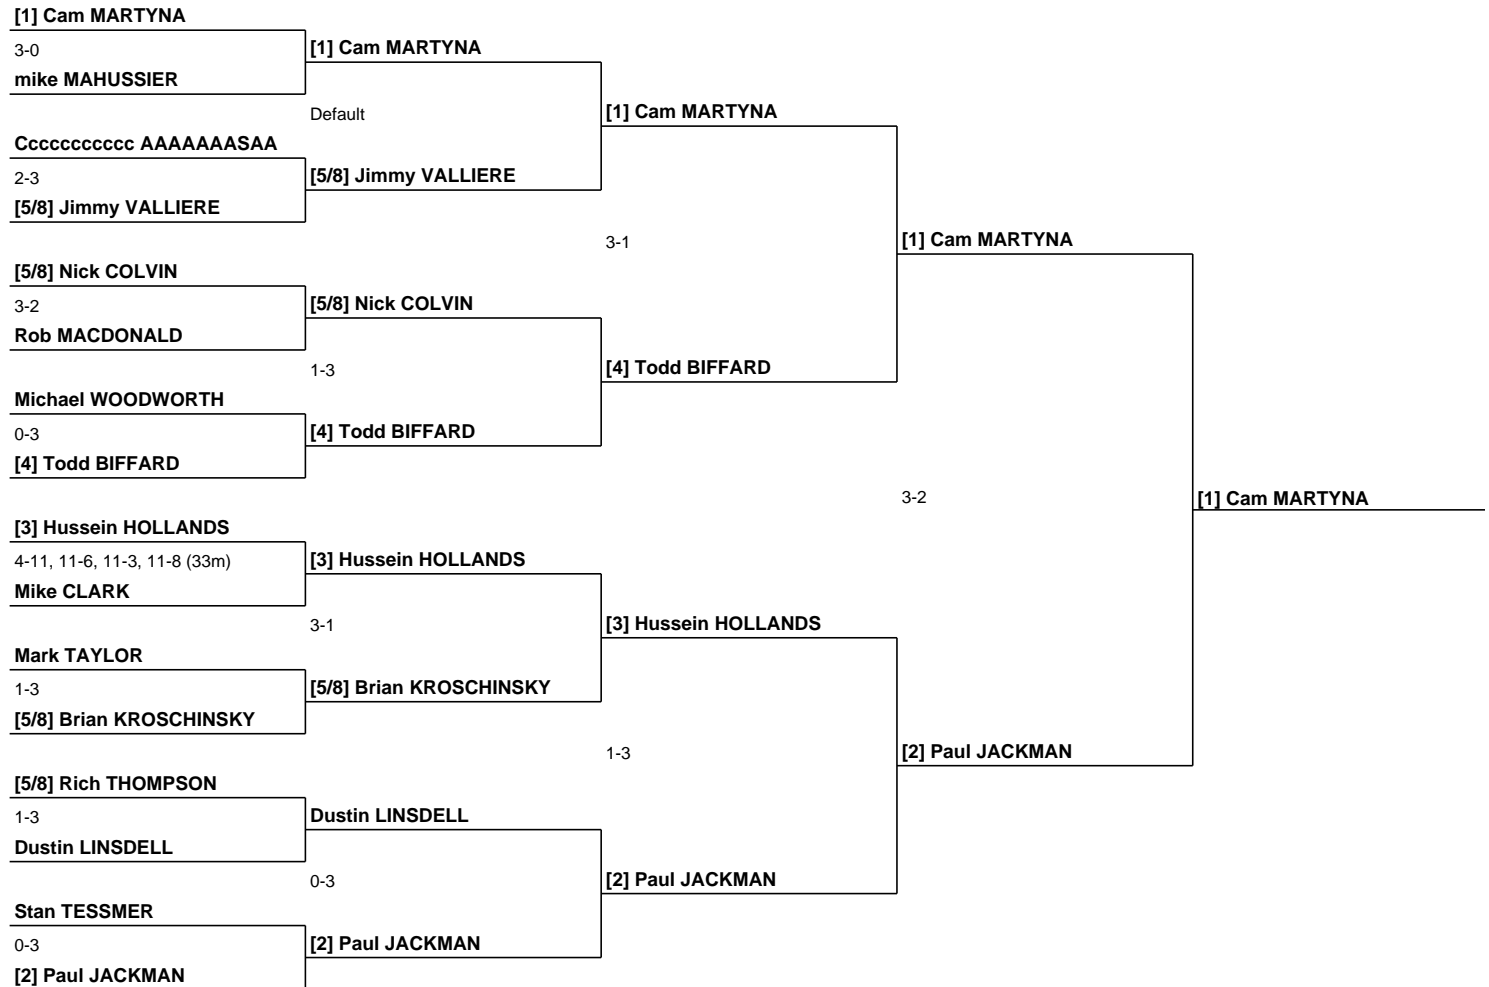 [1] Cam MARTYNA
3-0
mike MAHUSSIER
Cccccccccccc AAAAAAASAA
2-3
[5/8] Jimmy VALLIERE
[5/8] Nick COLVIN
3-2
Rob MACDONALD
Michael WOODWORTH
0-3
[4] Todd BIFFARD
[3] Hussein HOLLANDS
4-11, 11-6, 11-3, 11-8 (33m)
Mike CLARK
Mark TAYLOR
1-3
[5/8] Brian KROSCHINSKY
[5/8] Rich THOMPSON
1-3
Dustin LINSDELL
Stan TESSMER
0-3
[2] Paul JACKMAN
[1] Cam MARTYNA
Default
[5/8] Jimmy VALLIERE
[5/8] Nick COLVIN
1-3
[4] Todd BIFFARD
[3] Hussein HOLLANDS
3-1
[5/8] Brian KROSCHINSKY
Dustin LINSDELL
0-3
[2] Paul JACKMAN
[1] Cam MARTYNA
3-1
[4] Todd BIFFARD
[3] Hussein HOLLANDS
1-3
[2] Paul JACKMAN
[1] Cam MARTYNA
3-2
[2] Paul JACKMAN
[1] Cam MARTYNA